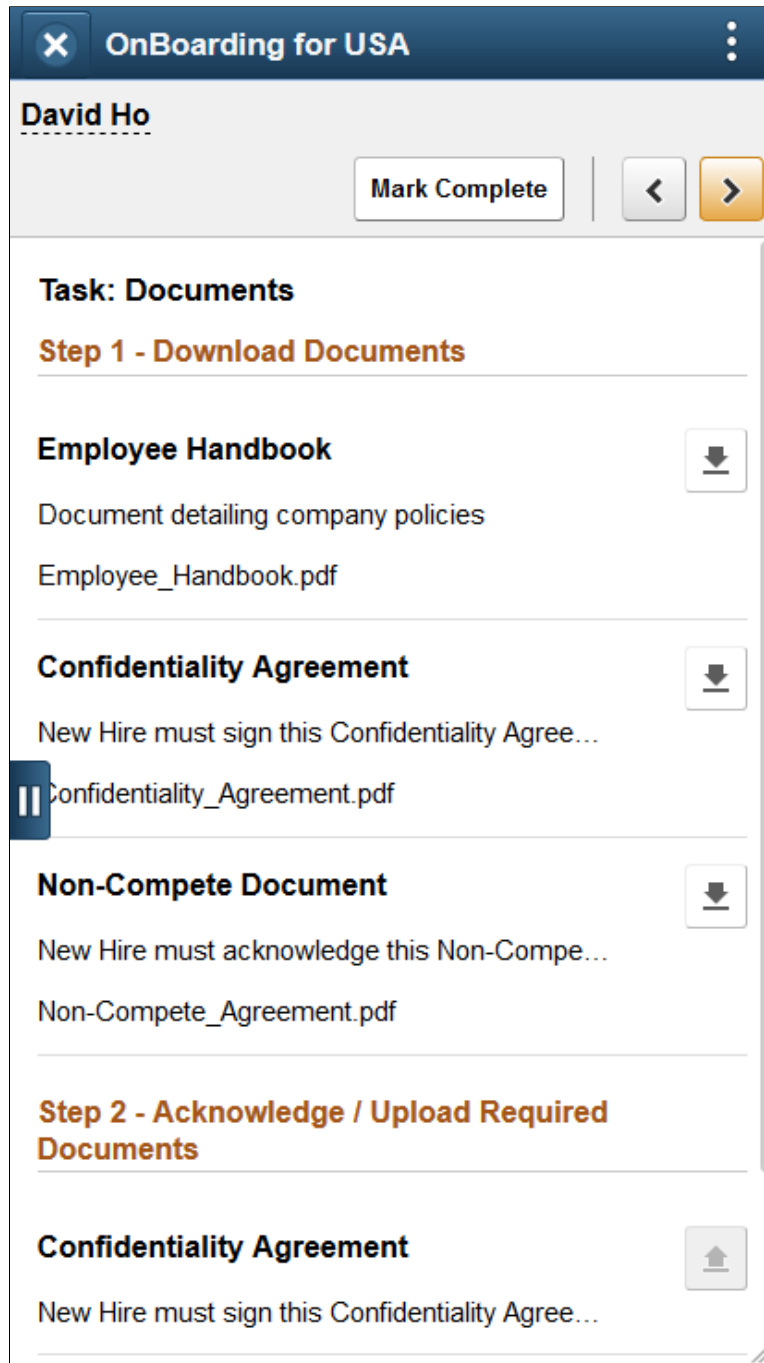 OnBoarding for USA
David Ho
Mark Complete
Task: Documents
Step 1 - Download Documents
Employee Handbook
Document detailing company policies
Employee_Handbook.pdf
Confidentiality Agreement
New Hire must sign this Confidentiality Agree…
Confidentiality_Agreement.pdf
Non-Compete Document
New Hire must acknowledge this Non-Compe…
Non-Compete_Agreement.pdf
Step 2 - Acknowledge / Upload Required
Documents
Confidentiality Agreement
New Hire must sign this Confidentiality Agree…